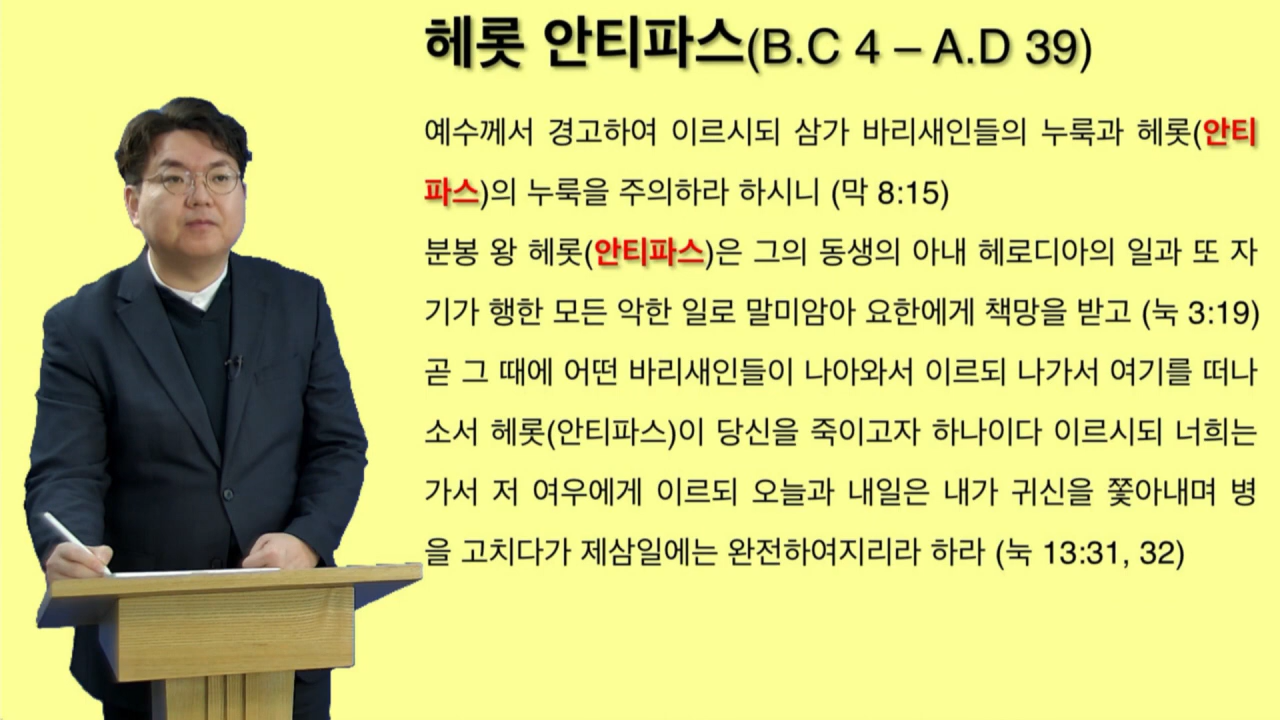 헤롯 안티파스(B.C 4 – A.D 39)
예수께서 경고하여 이르시되 삼가 바리새인들의 누룩과 헤롯(안티
파스)의 누룩을 주의하라 하시니 (막 8:15)
분봉 왕 헤롯(안티파스)은 그의 동생의 아내 헤로디아의 일과 또 자
기가 행한 모든 악한 일로 말미암아 요한에게 책망을 받고 (눅 3:19)
곧 그 때에 어떤 바리새인들이 나아와서 이르되 나가서 여기를 떠나
소서 헤롯(안티파스)이 당신을 죽이고자 하나이다 이르시되 너희는
가서 저 여우에게 이르되 오늘과 내일은 내가 귀신을 쫓아내며 병
을 고치다가 제삼일에는 완전하여지리라 하라 (눅 13:31, 32)